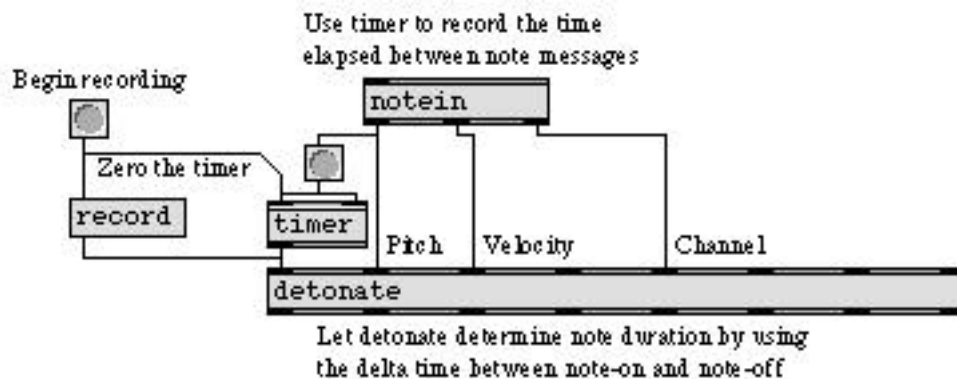 Use timer to record the time
elapsed between note messages
Begin recording
notein
Zero the timer
record
timer
Pitch
Velocity
Channel
detonate
Let detonate determine note duration by using
the delta time between note-on and note-off